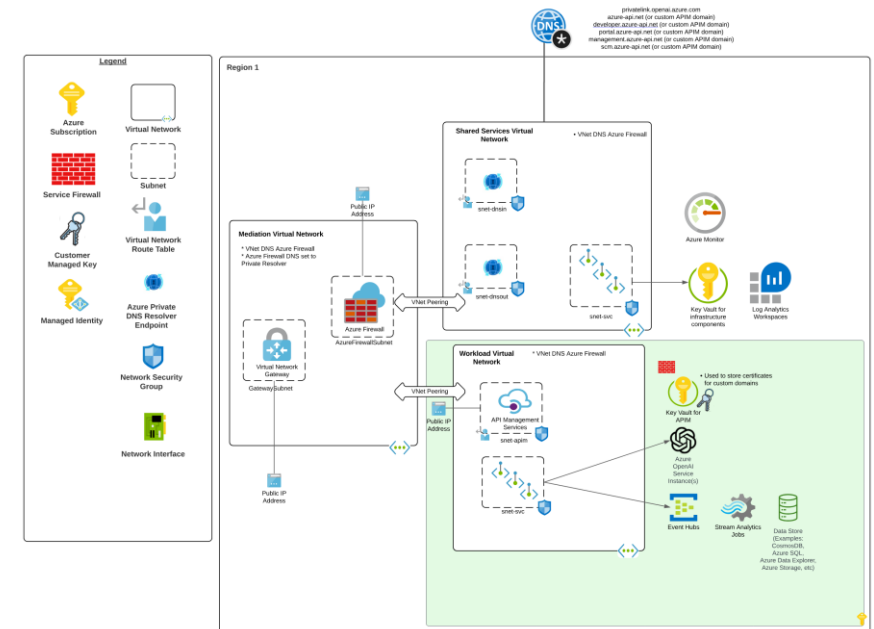 privatelink.openai.azure.com
azure-api.net (or custom APIM domain)
developer.azure-api.net (or custom APIM domain)
portal.azure-api.net (or custom APIM domain)
management.azure-api.net (or custom APIM domain)
scm.azure-api.net (or custom APIM domain)
DNS
*
Legend
Azure
Subscription
Virtual Network
Service Firewall
Subnet
Customer
Managed Key
Virtual Network
Route Table
Managed Identity
Azure Private
DNS Resolver
Endpoint
Network Security
Group
Network Interface
Region 1
Shared Services Virtual
Network
• VNet DNS Azure Firewall
snet-dnsin
snet-dnsout
snet-svc
Azure Monitor
Key Vault for
infrastructure
components
Log Analytics
Workspaces
Public IP
Address
Mediation Virtual Network
* VNet DNS Azure Firewall
* Azure Firewall DNS set to
Private Resolver
Azure Firewall
AzureFirewallSubnet
VNet Peering
Virtual Network
Gateway
GatewaySubnet
VNet Peering
Public IP
Address
Workload Virtual
Network
* VNet DNS Azure Firewall
Public IP
Address
API Management
Services
snet-apim
snet-svc
• Used to store certificates
for custom domains
Key Vault for
APIM
Azure
OpenAI
Service
Instance(s)
Event Hubs
Stream Analytics
Jobs
Data Store
(Examples:
CosmosDB,
Azure SQL,
Azure Data Explorer,
Azure Storage, etc)